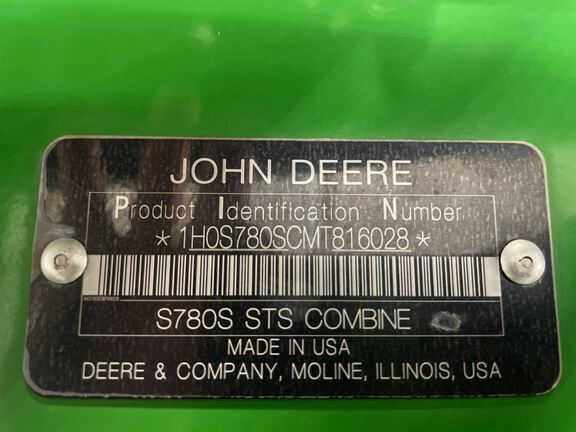 JOHN DEERE
Product Identification Number
*1H0S780SCMT816028*
S780S STS COMBINE
MADE IN USA
DEERE & COMPANY, MOLINE, ILLINOIS, USA